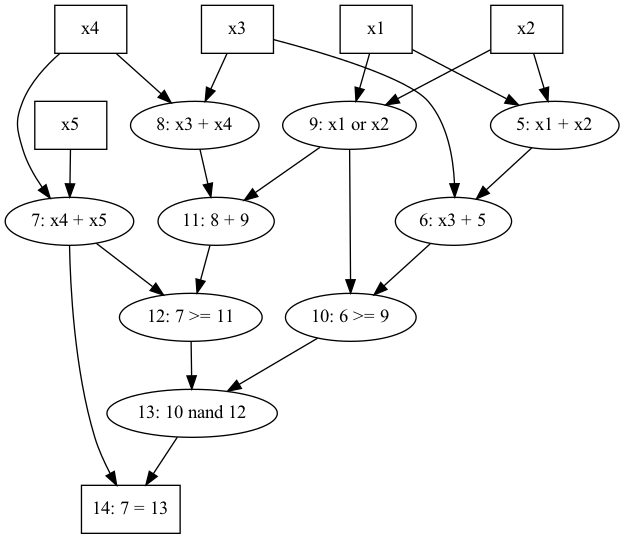 x4
x3
x1
x2
x5
8: x3 + x4
9: x1 or x2
5: x1 + x2
7: x4 + x5
11: 8 + 9
6: x3 + 5
12: 7 >= 11
10: 6 >= 9
13: 10 nand 12
14: 7 = 13